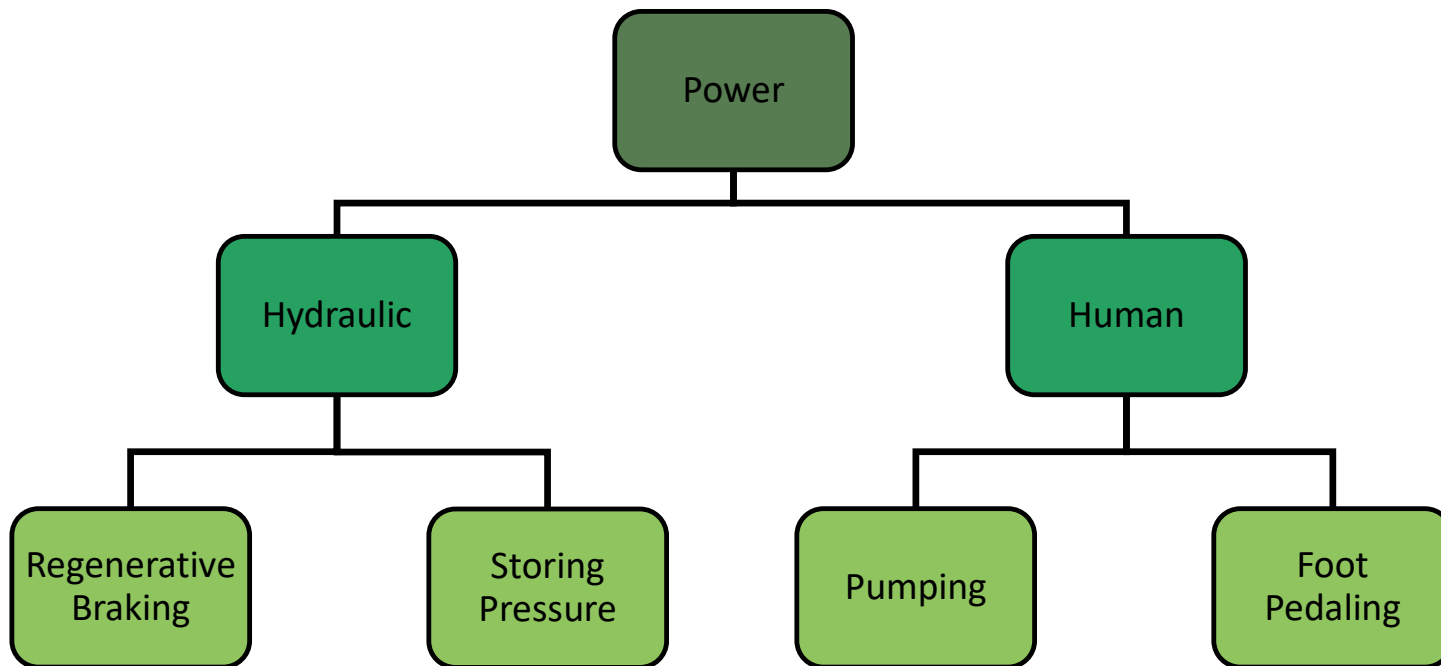 Power
Hydraulic
Human
Regenerative
Braking
Storing
Pressure
Pumping
Foot
Pedaling